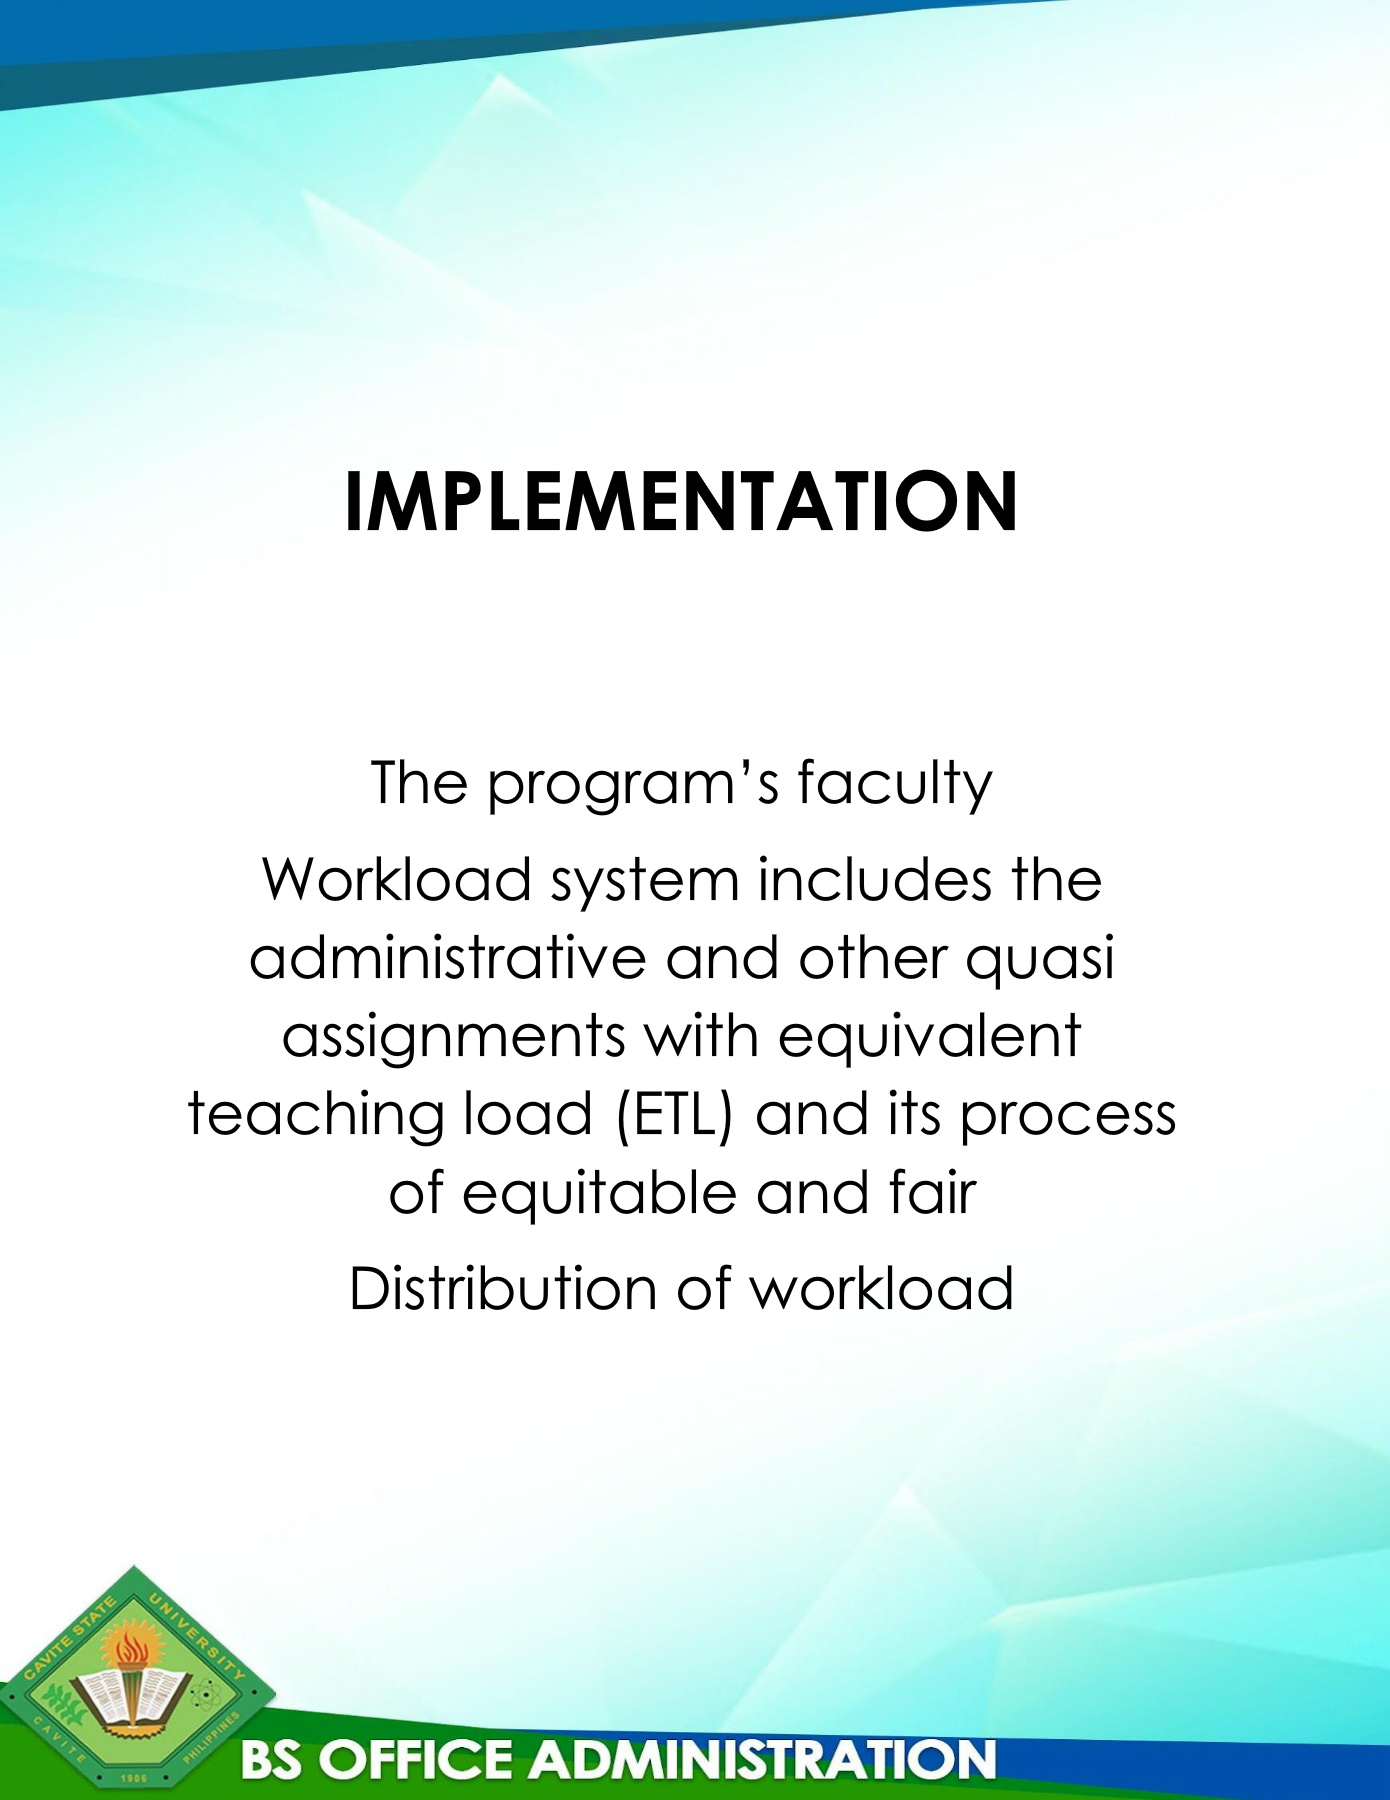 IMPLEMENTATION
The program’s faculty
Workload system includes the
administrative and other quasi
assignments with equivalent
teaching load (ETL) and its process
of equitable and fair
Distribution of workload
CAVITE STATE UNIVERSITY
CAVITE PHILIPPINES
1906
BS OFFICE ADMINISTRATION